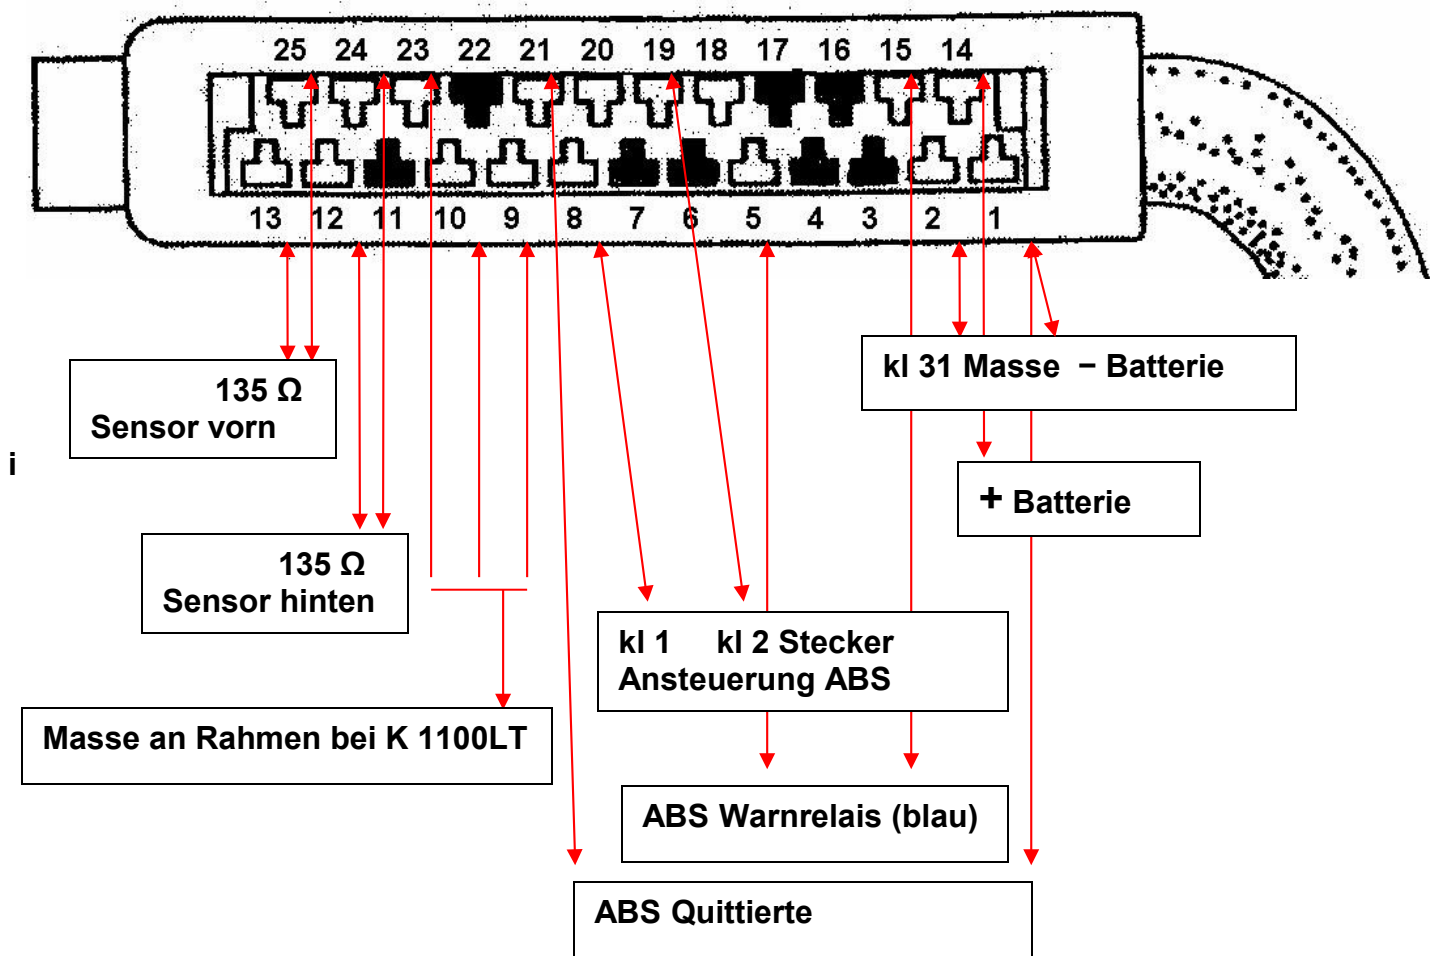 25 24 23 22 21 20 19 18 17 16 15 14
13 12 11 10 9 8 7 6 5 4 3 2 1
kl 31 Masse − Batterie
135 Ω
Sensor vorn
i
+ Batterie
135 Ω
Sensor hinten
kl 1 kl 2 Stecker
Ansteuerung ABS
Masse an Rahmen bei K 1100LT
ABS Warnrelais (blau)
ABS Quittierte